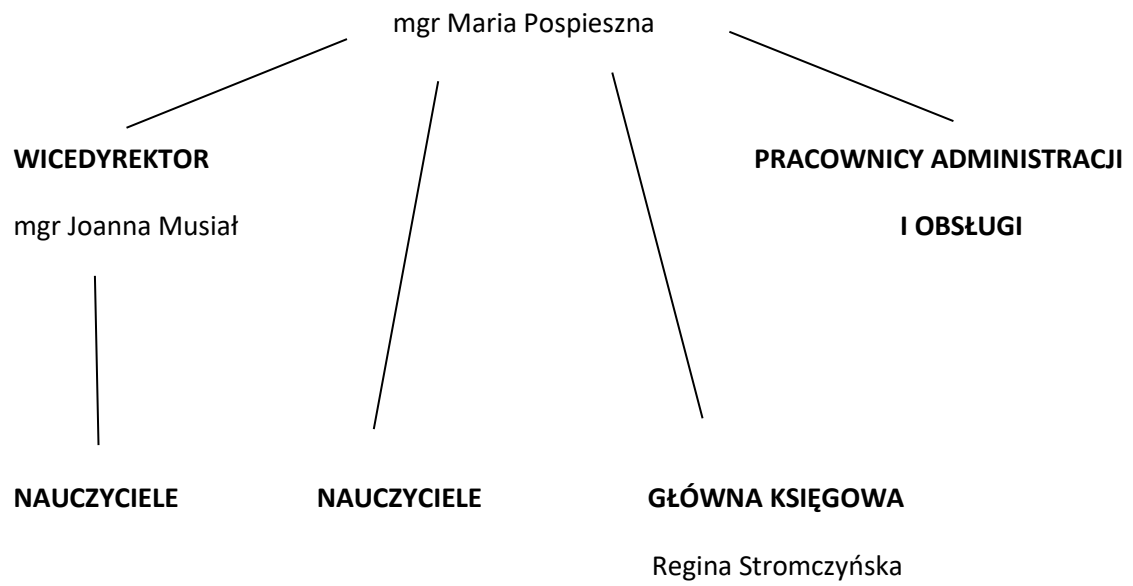 mgr Maria Pospieszna
WICEDYREKTOR
mgr Joanna Musiał
PRACOWNICY ADMINISTRACJI
I OBSŁUGI
NAUCZYCIELE
NAUCZYCIELE
GŁÓWNA KSIĘGOWA
Regina Stromczyńska